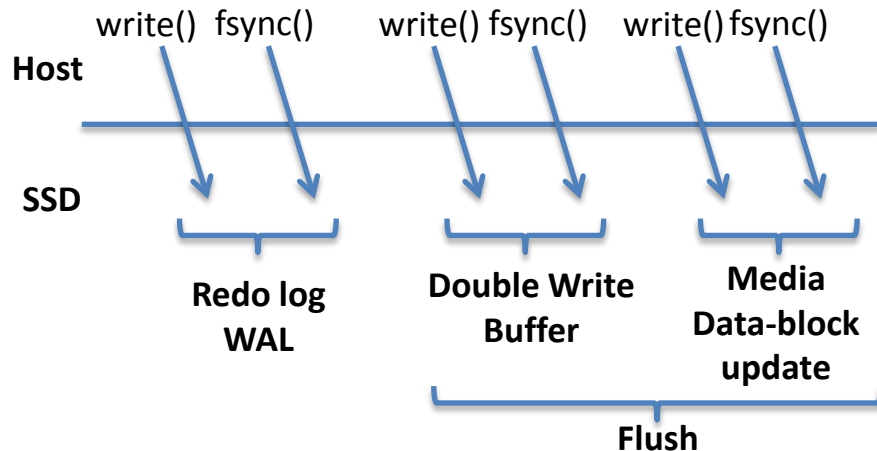 write() fsync() write() fsync() write() fsync()
Host
SSD
Redo log
WAL
Double Write
Buffer
Media
Data-block
update
Flush